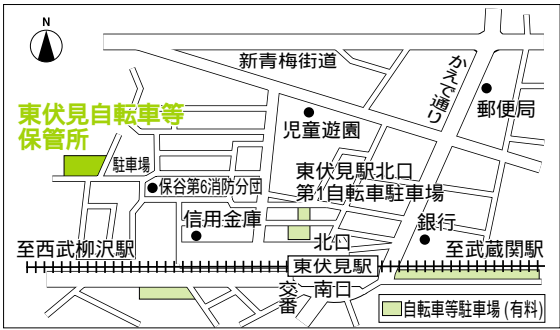 N
新青梅街道
かえで通り
郵便局
東伏見自転車等
保管所
児童遊園
駐車場
東伏見駅北口
第1自転車駐車場
保谷第6消防分団
信用金庫
銀行
北口
至西武柳沢駅
至武蔵関駅
東伏見駅
交番
南口
自転車等駐車場(有料)